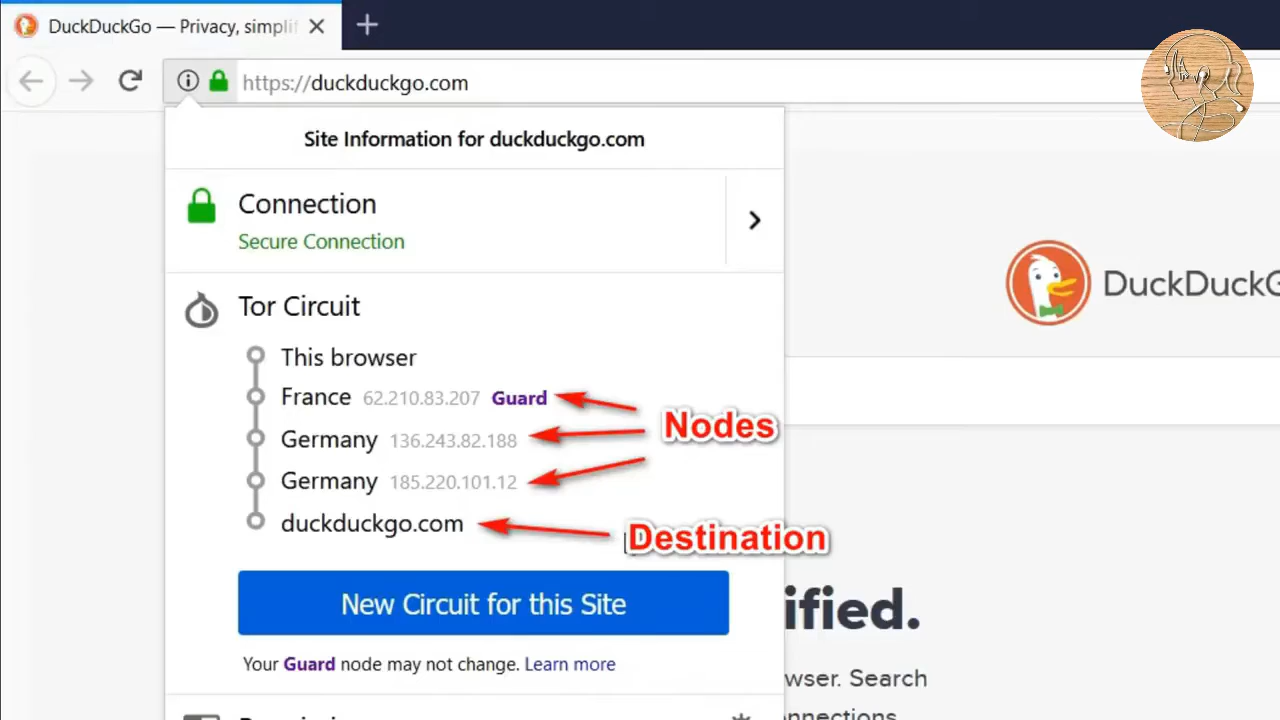 DuckDuckGo — Privacy, simplif
https://duckduckgo.com
Site Information for duckduckgo.com
Connection
Secure Connection
DuckDuckG
Tor Circuit
This browser
France 62.210.83.207 Guard
Nodes
Germany 136.243.82.188
Germany 185.220.101.12
duckduckgo.com
Destination
New Circuit for this Site
ified.
Your Guard node may not change. Learn more
wser. Search